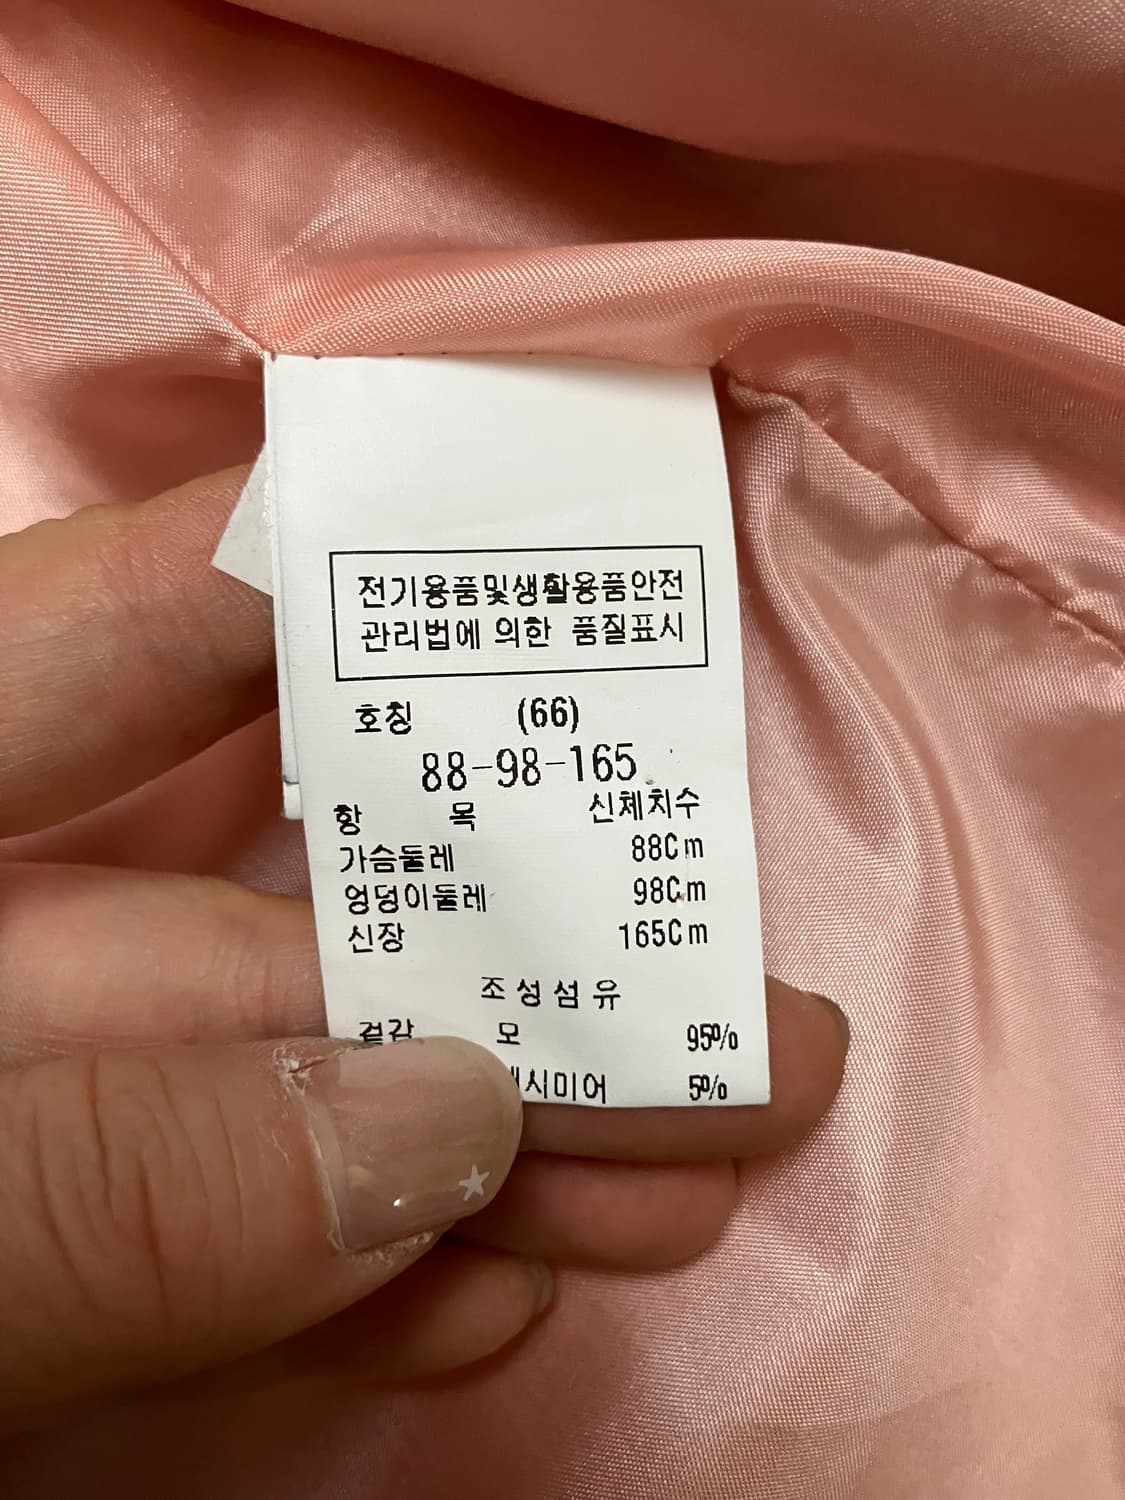 전기용품및생활용품안전
관리법에 의한 품질표시
호칭 (66)
88-98-165
항 목 신체치수
가슴둘레 88Cm
엉덩이둘레 98Cm
신장 165Cm
조성섬유
겉감 모 95%
5%